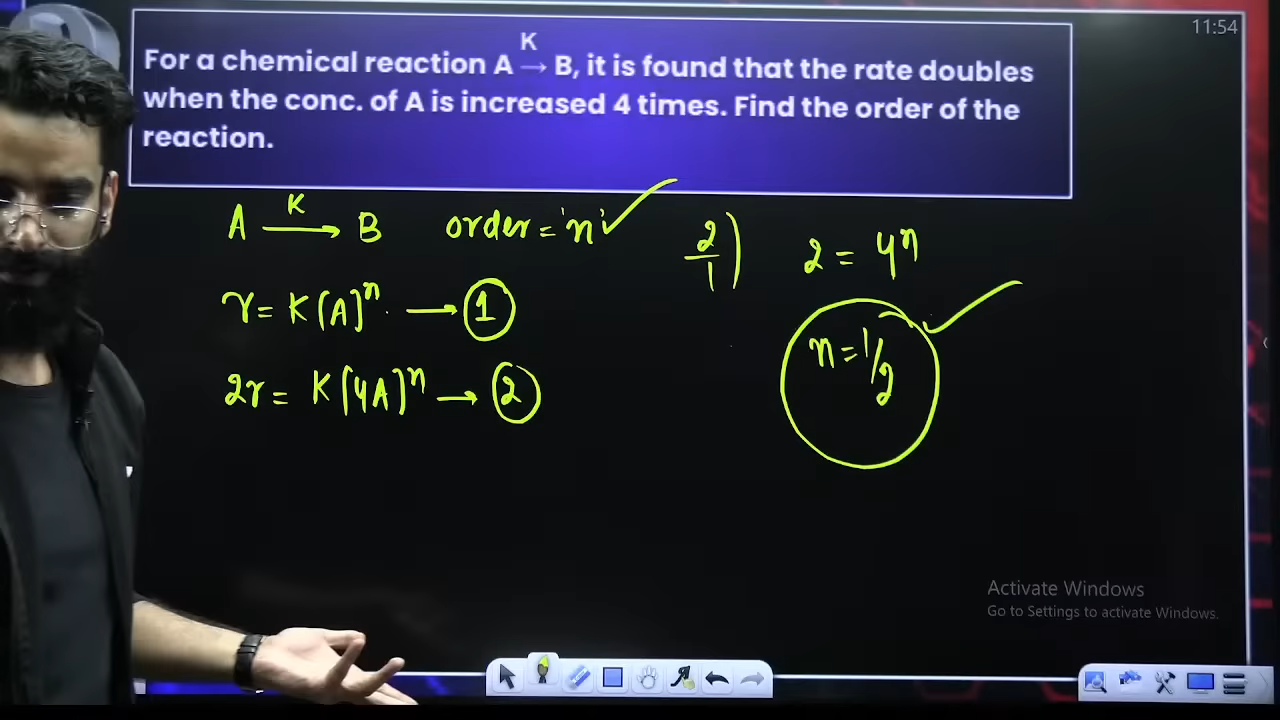 11:54
K
For a chemical reaction A → B, it is found that the rate doubles
when the conc. of A is increased 4 times. Find the order of the
reaction.
A —K→ B order = 'n'
r = K[A]^n. → ①
2r = K[4A]^n → ②
2/1) 2 = 4^n
n = 1/2
Activate Windows
Go to Settings to activate Windows.